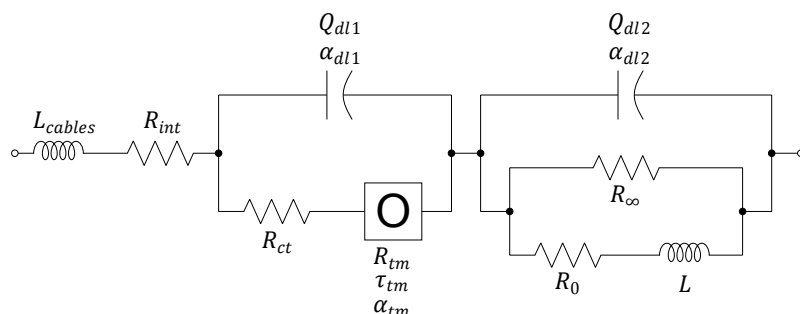 Q_{dl1}
α_{dl1}
Q_{dl2}
α_{dl2}
L_{cables}
R_{int}
R_∞
R_{ct}
O
R_{tm}
τ_{tm}
α_{tm}
R_0
L